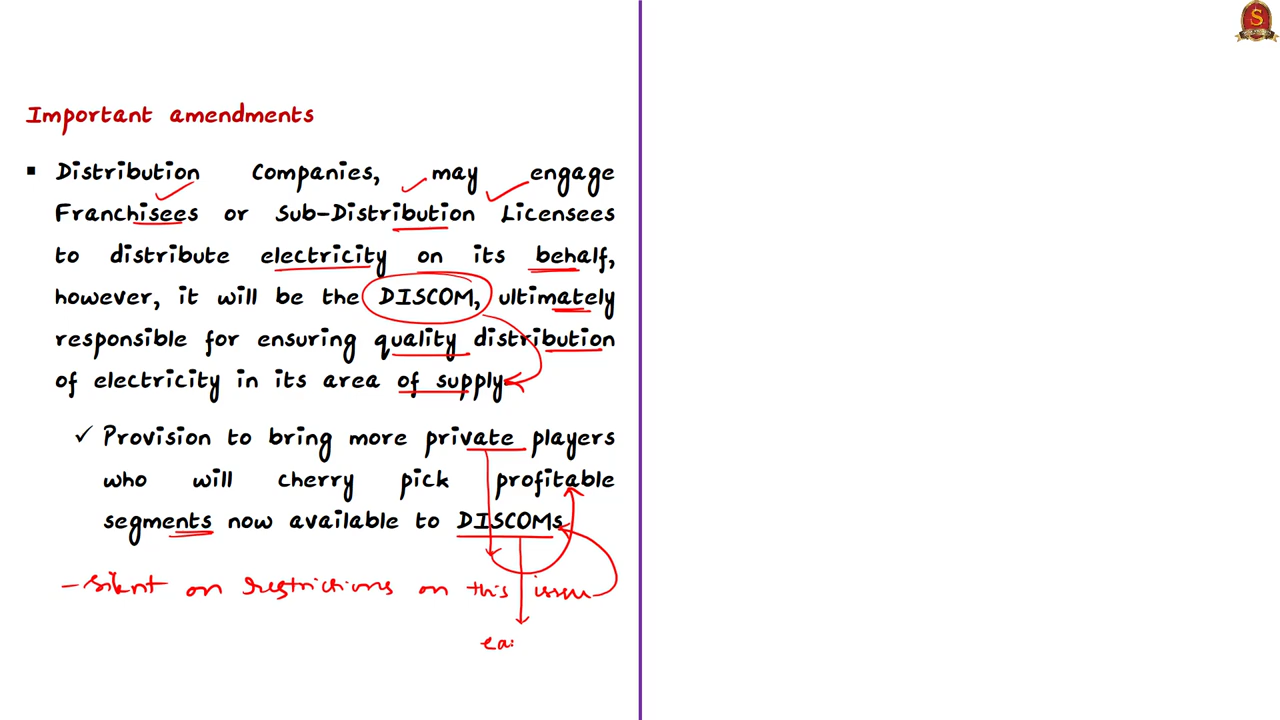 Important amendments
▪ Distribution Companies, may engage
Franchisees or Sub-Distribution Licensees
to distribute electricity on its behalf,
however, it will be the DISCOM, ultimately
responsible for ensuring quality distribution
of electricity in its area of supply
✓ Provision to bring more private players
who will cherry pick profitable
segments now available to DISCOMs
- silent on restrictions on this issue
ea:
S